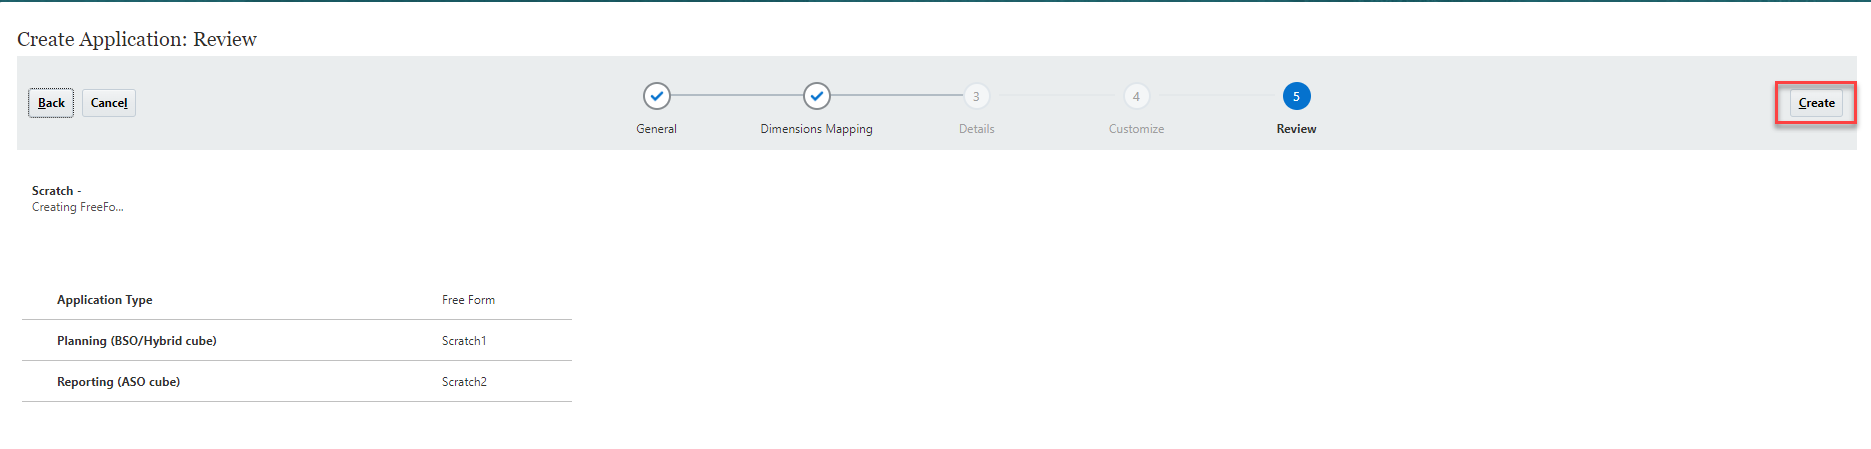 Create Application: Review
Back Cancel
3 4 5
Create
General Dimensions Mapping Details Customize Review
Scratch -
Creating FreeFo...
Application Type Free Form
Planning (BSO/Hybrid cube) Scratch1
Reporting (ASO cube) Scratch2